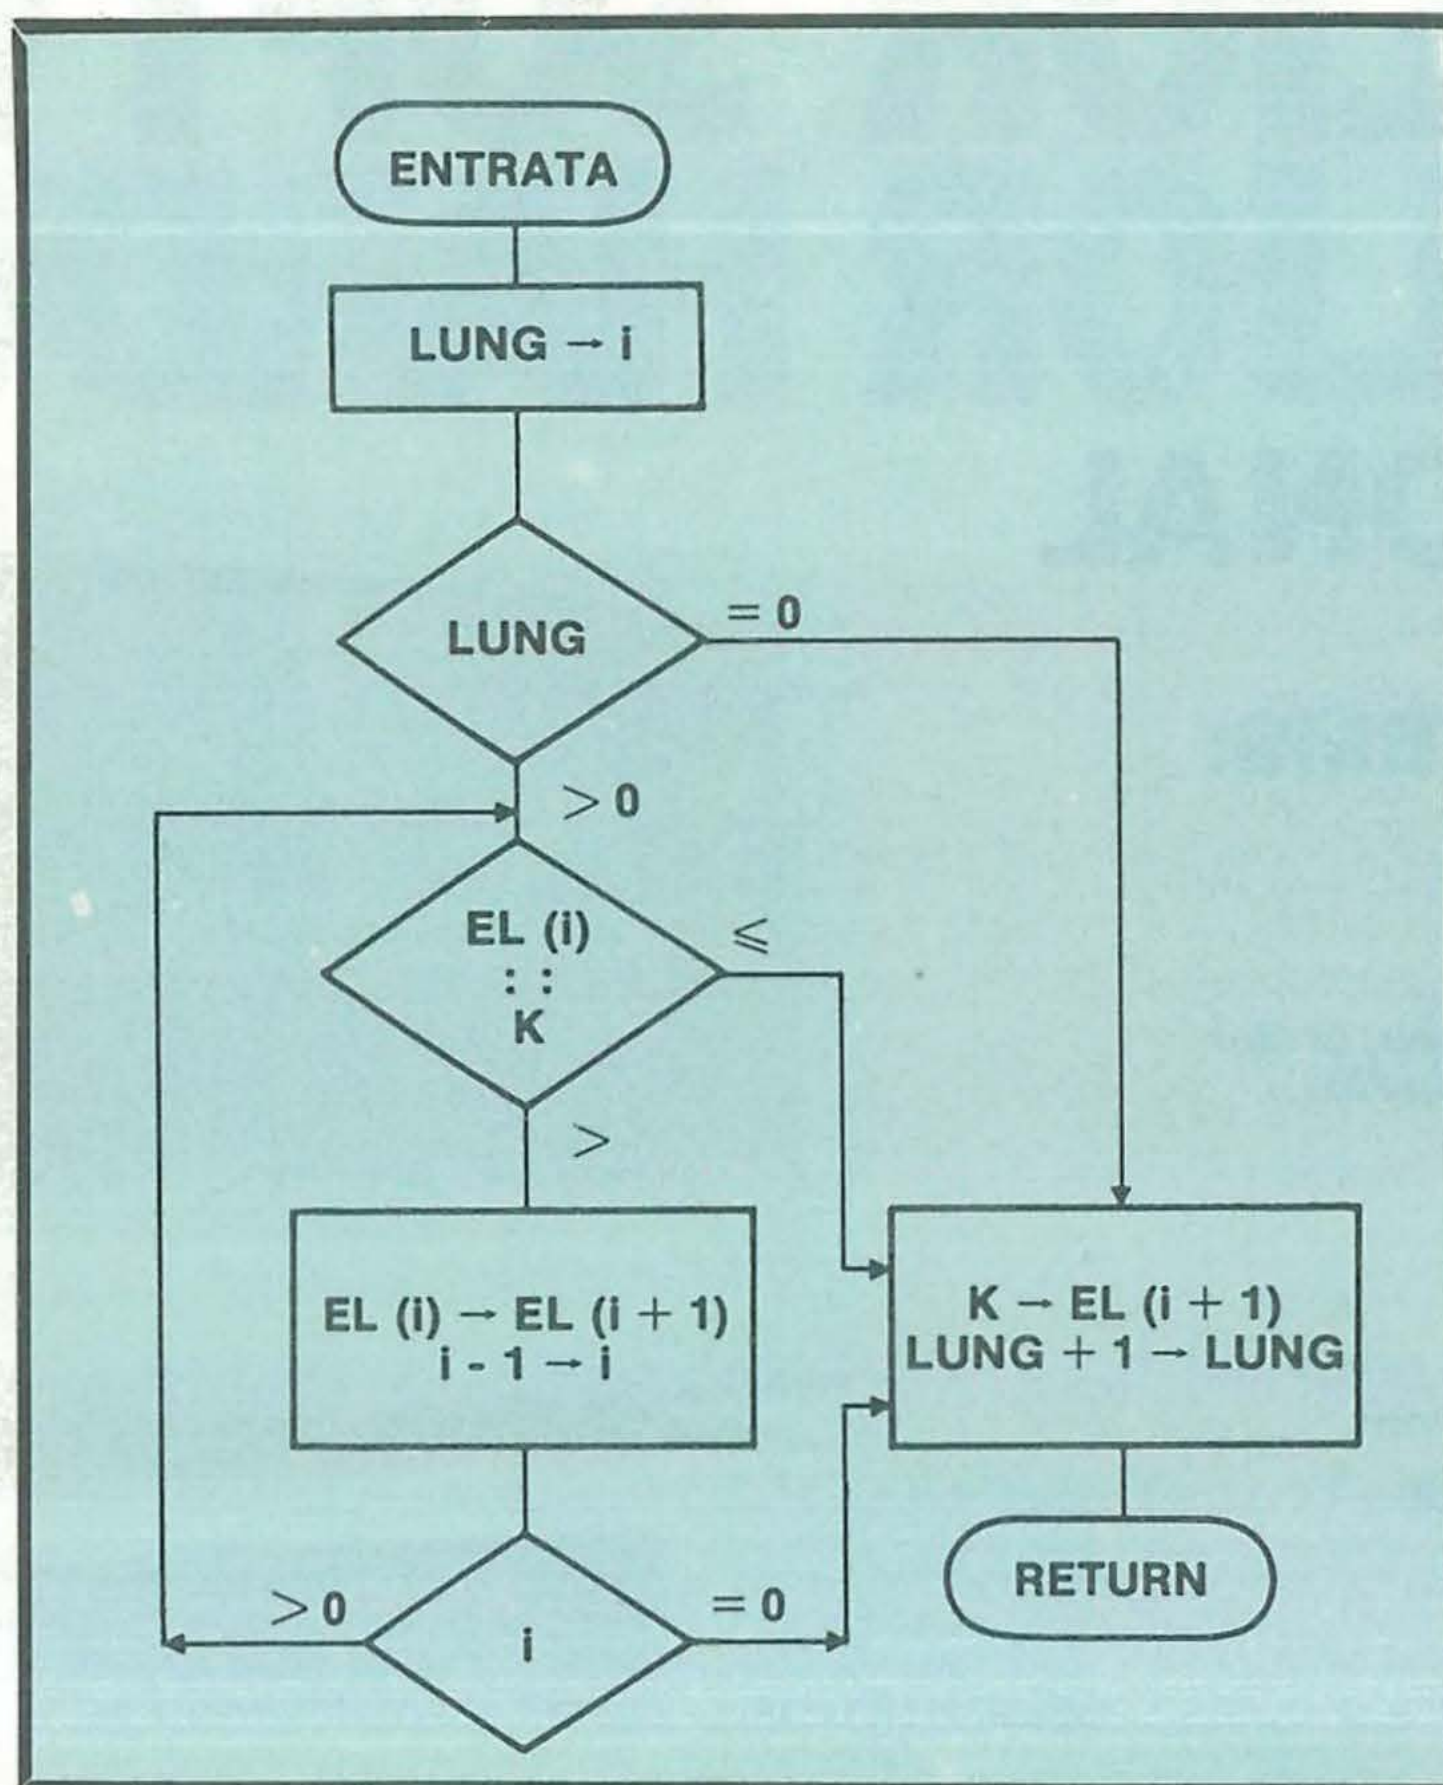 ENTRATA
LUNG → i
LUNG
= 0
> 0
EL (i)
: :
K
≤
>
EL (i) → EL (i + 1)
i - 1 → i
K → EL (i + 1)
LUNG + 1 → LUNG
> 0
i
= 0
RETURN